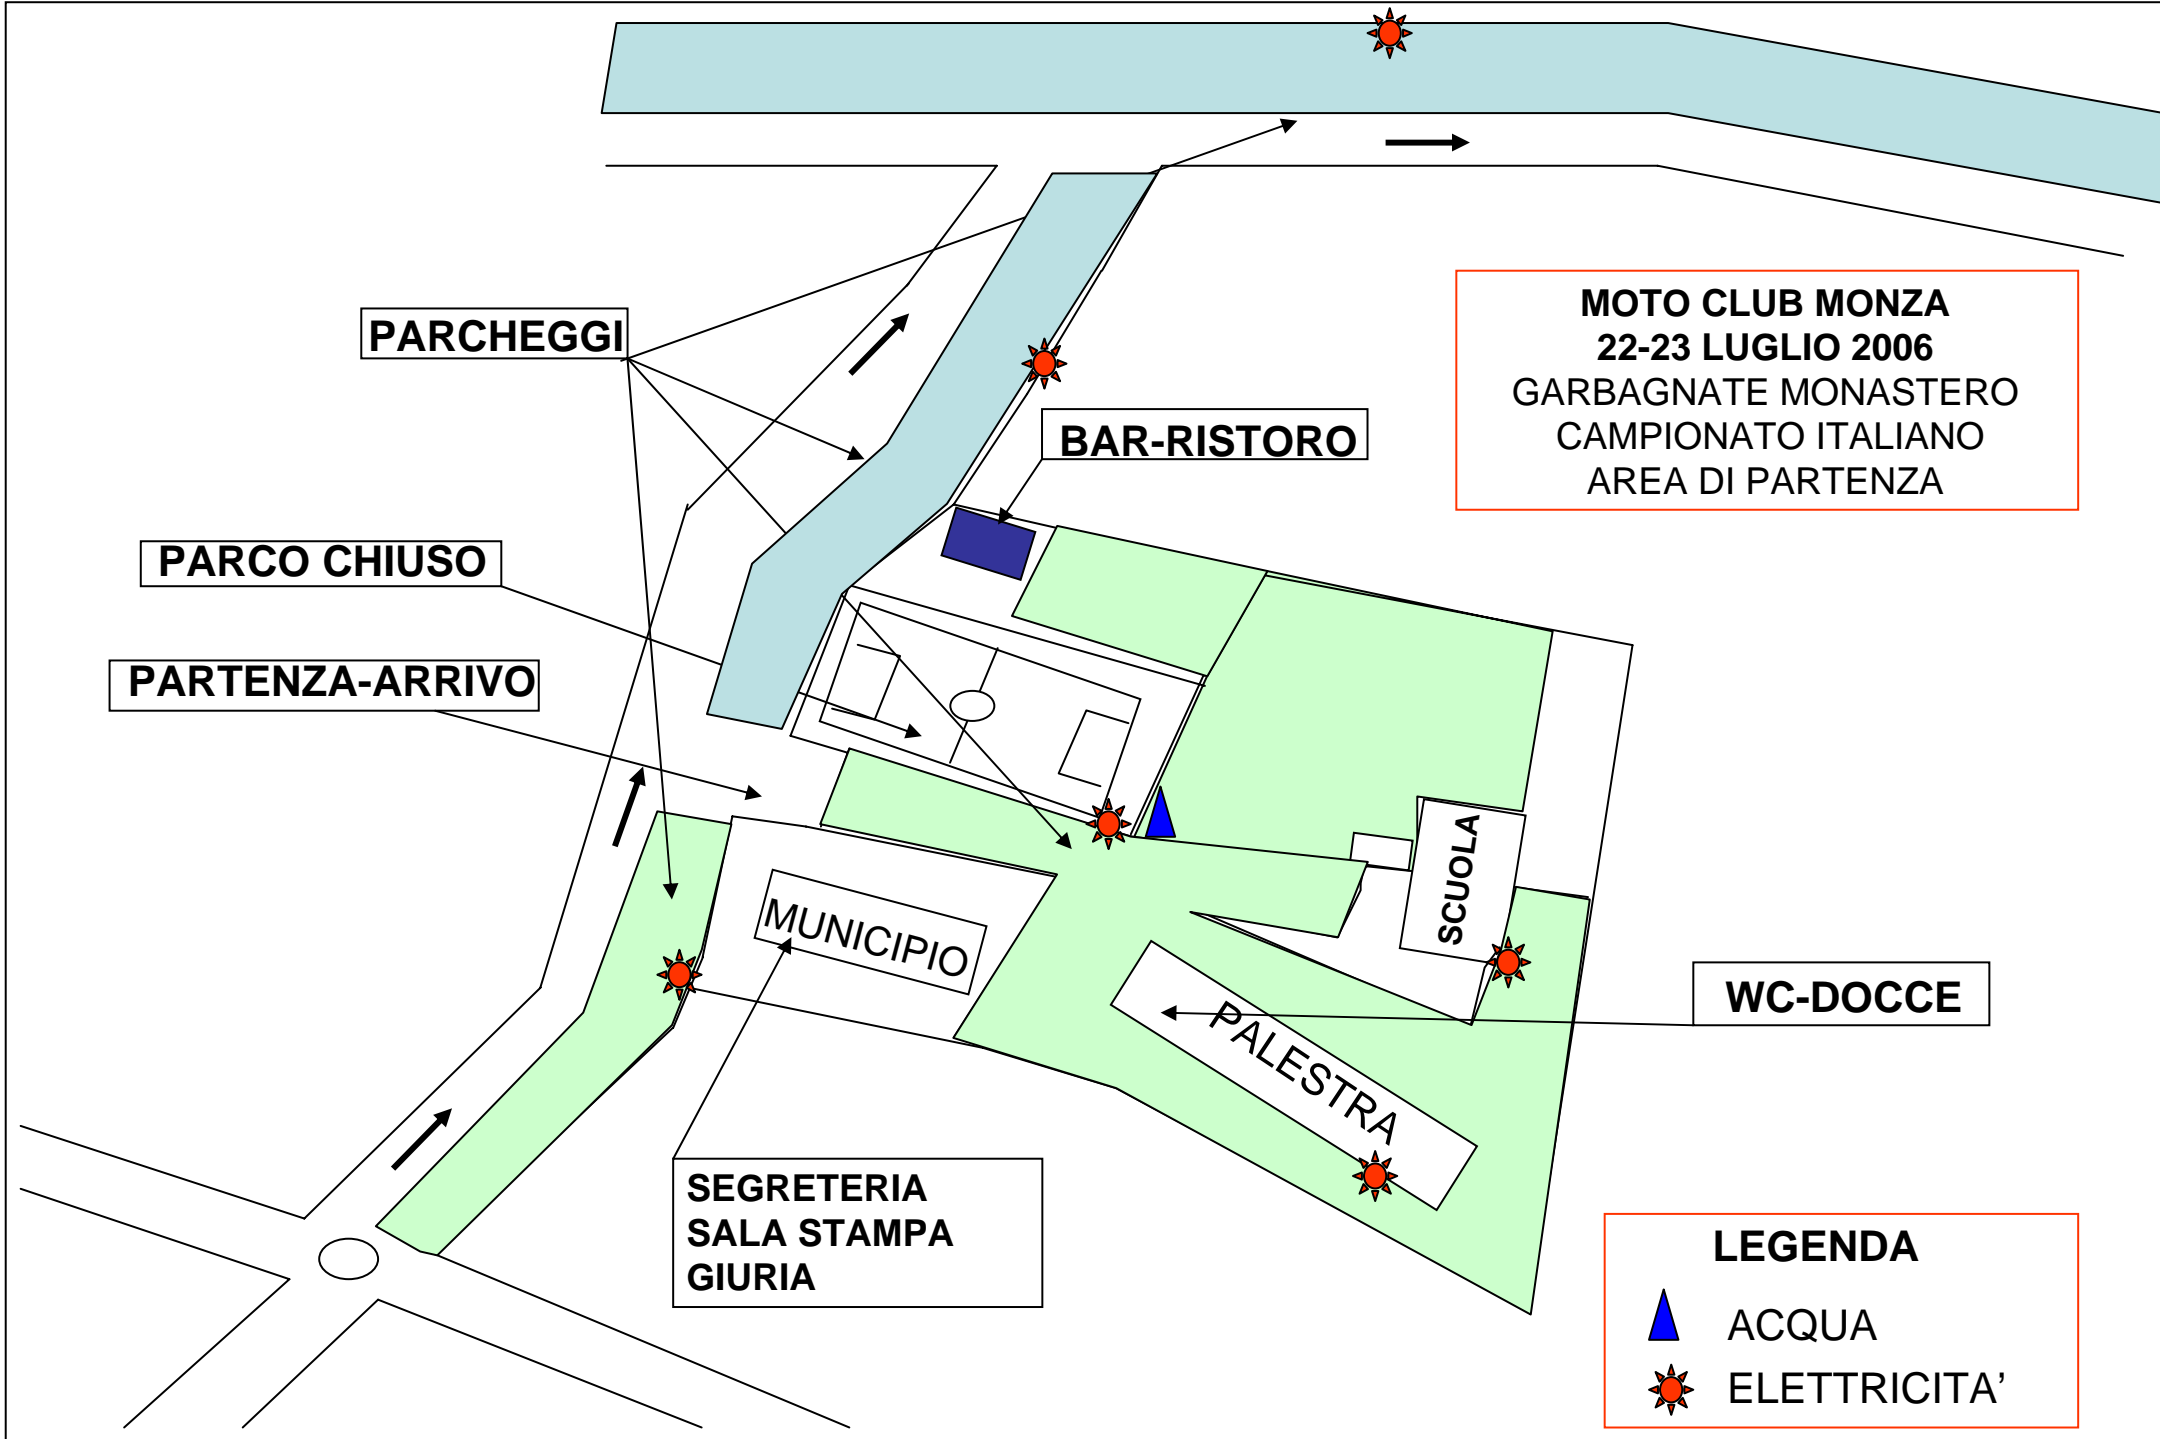 PARCHEGGI
MOTO CLUB MONZA
22-23 LUGLIO 2006
GARBAGNATE MONASTERO
CAMPIONATO ITALIANO
AREA DI PARTENZA
BAR-RISTORO
PARCO CHIUSO
PARTENZA-ARRIVO
SCUOLA
MUNICIPIO
WC-DOCCE
PALESTRA
SEGRETERIA
SALA STAMPA
GIURIA
LEGENDA
ACQUA
ELETTRICITA’